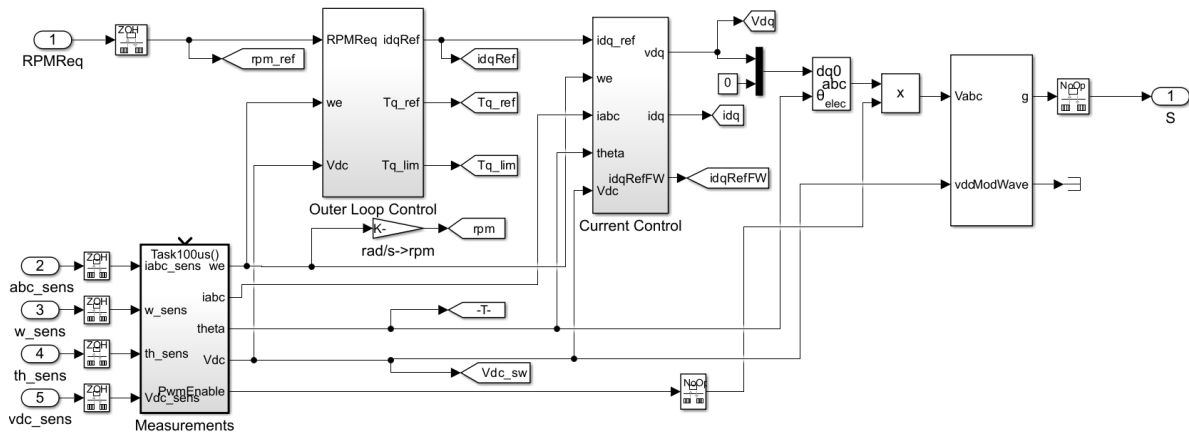 1
RPMReq
ZOH
rpm_ref
RPMReq
idqRef
we
Tq_ref
Vdc
Tq_lim
Outer Loop Control
idqRef
Tq_ref
Tq_lim
K-
rad/s->rpm
rpm
idq_ref
vdq
we
iabc
idq
theta
idqRefFW
Vdc
Current Control
Vdq
0
idq
idqRefFW
dq0
abc
θ
elec
x
Vabc
g
vdc
ModWave
NoOp
1
S
2
abc_sens
ZOH
3
w_sens
ZOH
4
th_sens
ZOH
5
vdc_sens
ZOH
Task100us()
iabc_sens
we
iabc
w_sens
theta
th_sens
Vdc
PwmEnable
Vdc_sens
Measurements
-T-
Vdc_sw
NoOp